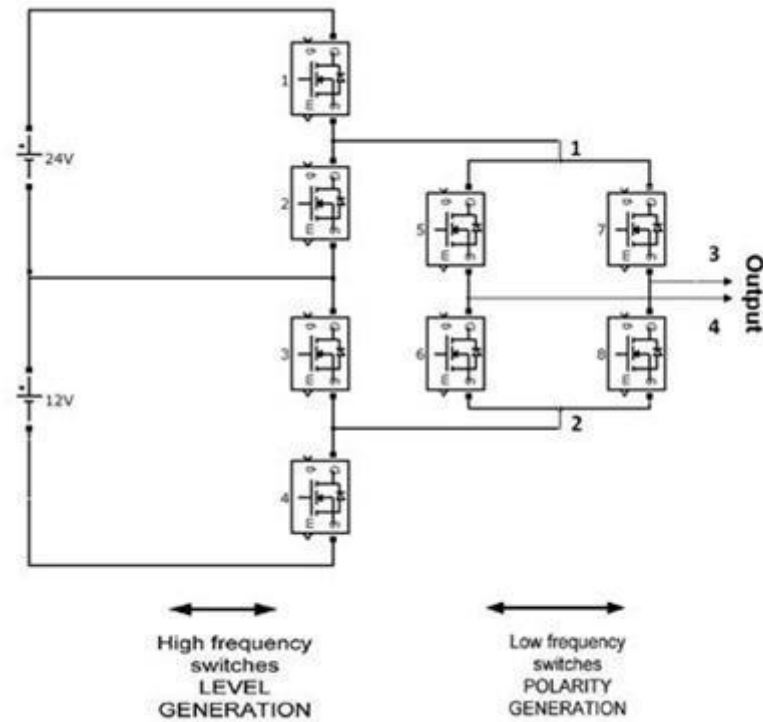 1
24V
2
1
5
7
3
Output
4
3
6
8
12V
2
4
High frequency
switches
LEVEL
GENERATION
Low frequency
switches
POLARITY
GENERATION